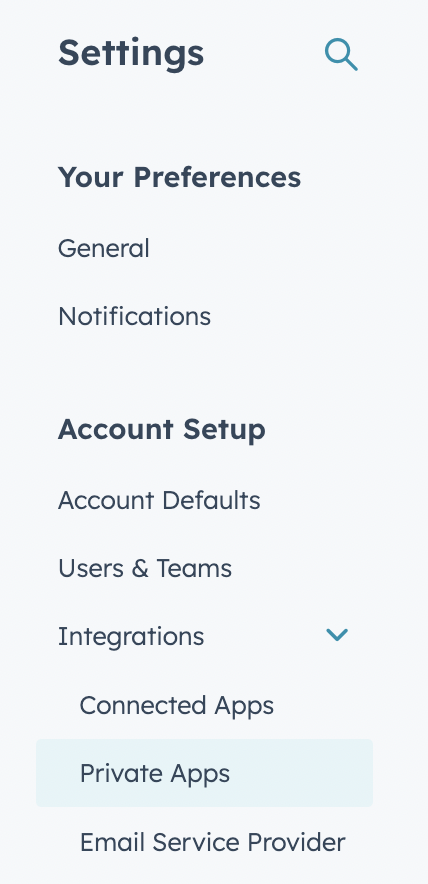 Settings
Your Preferences
General
Notifications
Account Setup
Account Defaults
Users & Teams
Integrations
Connected Apps
Private Apps
Email Service Provider